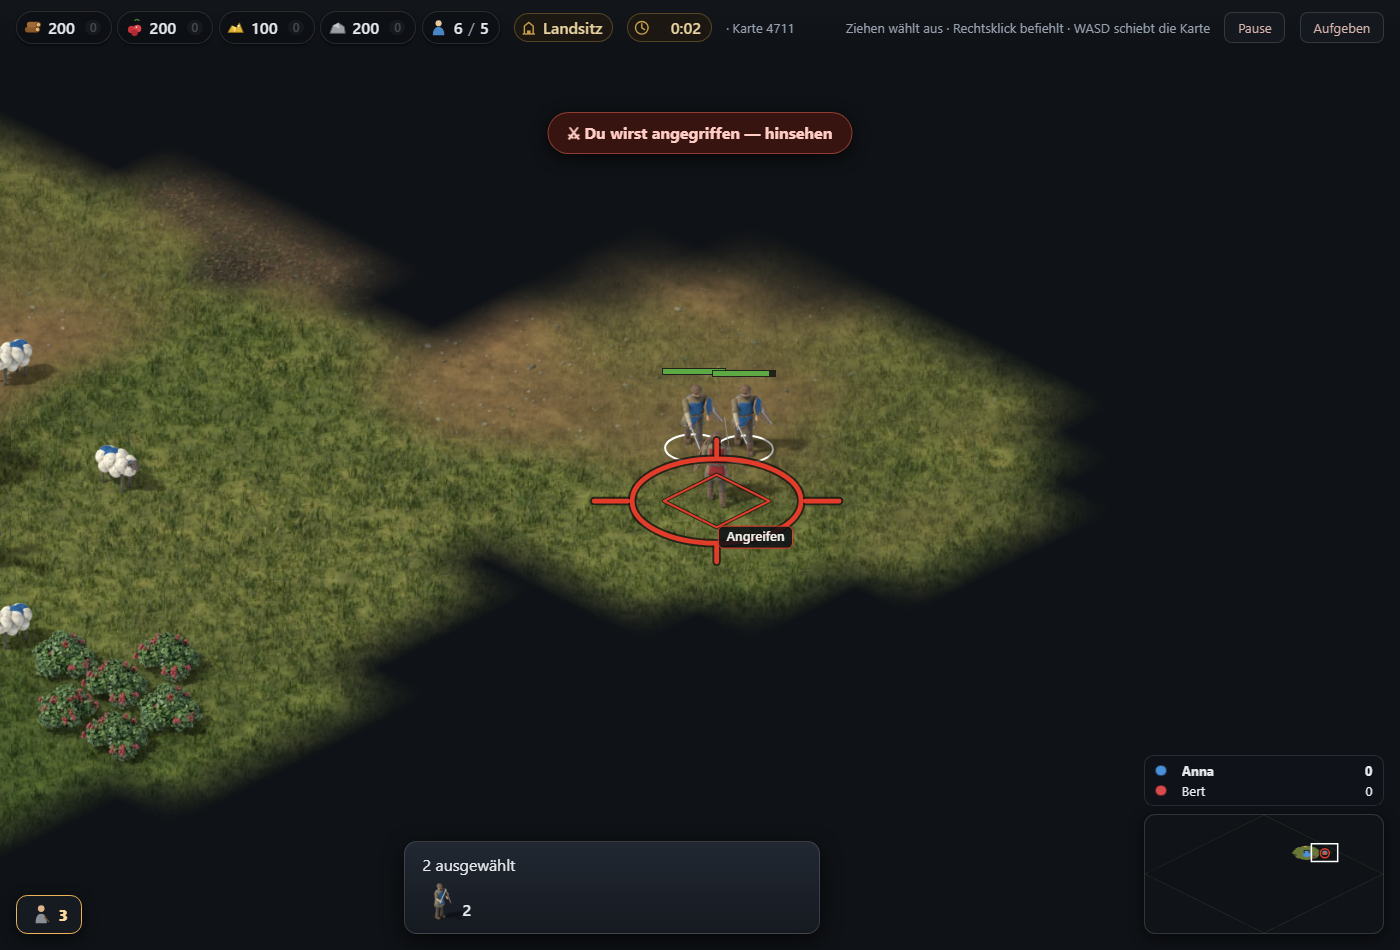 200 0 200 0 100 0 200 0 6 / 5 Landsitz 0:02 · Karte 4711 Ziehen wählt aus · Rechtsklick befiehlt · WASD schiebt die Karte Pause Aufgeben
⚔ Du wirst angegriffen — hinsehen
Angreifen
Anna 0
Bert 0
2 ausgewählt
2
3